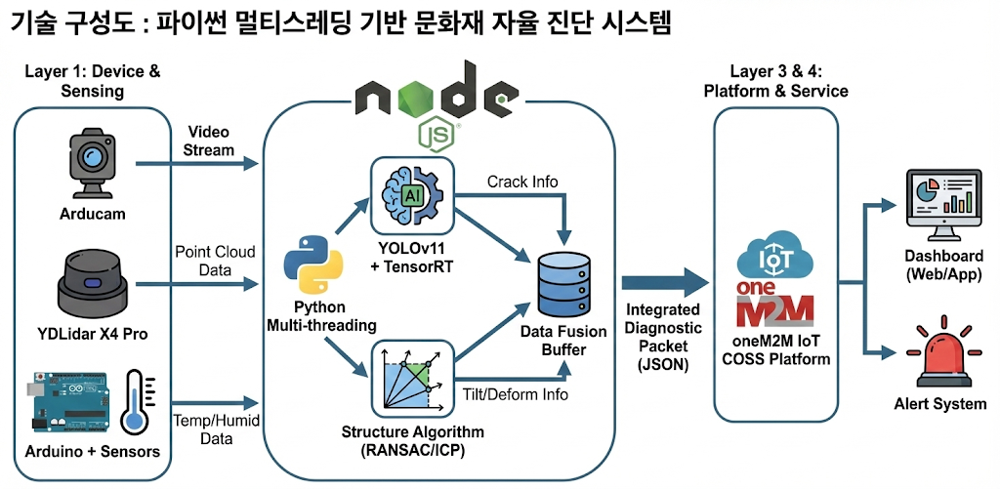 기술 구성도 : 파이썬 멀티스레딩 기반 문화재 자율 진단 시스템
Layer 1: Device &
Sensing
Arducam
YDLidar X4 Pro
Arduino + Sensors
Video
Stream
Point Cloud
Data
Temp/Humid
Data
node
JS
Python
Multi-threading
AI
YOLOv11
+ TensorRT
Structure Algorithm
(RANSAC/ICP)
Crack Info
Data Fusion
Buffer
Tilt/Deform Info
Integrated
Diagnostic
Packet
(JSON)
Layer 3 & 4:
Platform & Service
IoT
one
M2M
oneM2M IoT
COSS Platform
Dashboard
(Web/App)
Alert System